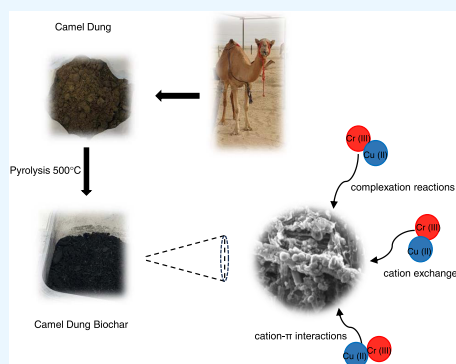 Camel Dung
Pyrolysis 500°C
Camel Dung Biochar
Cr (III)
Cu (II)
complexation reactions
Cr (III)
Cu (II)
cation exchange
cation-π interactions
Cu (II)
Cr (III)